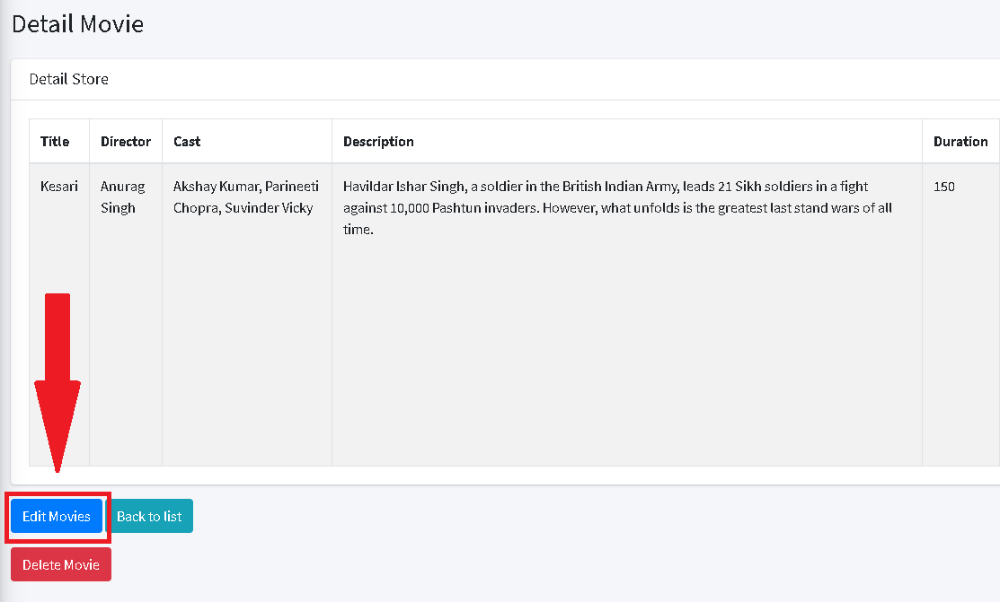 Detail Movie
Detail Store
Title Director Cast Description Duration
Kesari Anurag Akshay Kumar, Parineeti Havildar Ishar Singh, a soldier in the British Indian Army, leads 21 Sikh soldiers in a fight 150
Singh Chopra, Suvinder Vicky against 10,000 Pashtun invaders. However, what unfolds is the greatest last stand wars of all
time.
Edit Movies Back to list
Delete Movie